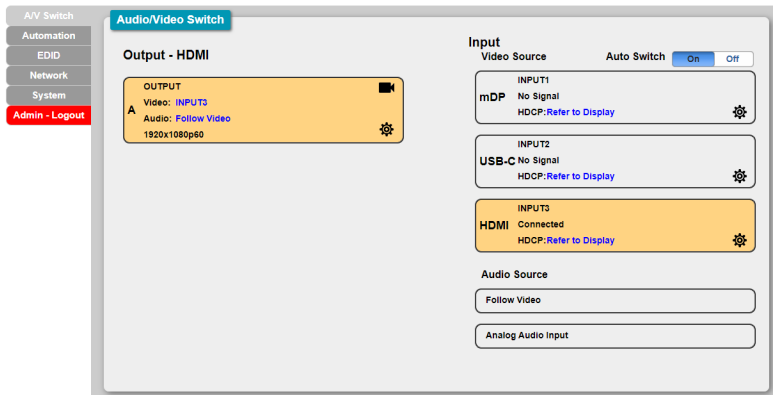 A/V Switch
Automation
EDID
Network
System
Admin - Logout
Audio/Video Switch
Output - HDMI
A
OUTPUT
Video: INPUT3
Audio: Follow Video
1920x1080p60
Input
Video Source
Auto Switch
On
Off
INPUT1
mDP No Signal
HDCP:Refer to Display
INPUT2
USB-C No Signal
HDCP:Refer to Display
INPUT3
HDMI Connected
HDCP:Refer to Display
Audio Source
Follow Video
Analog Audio Input